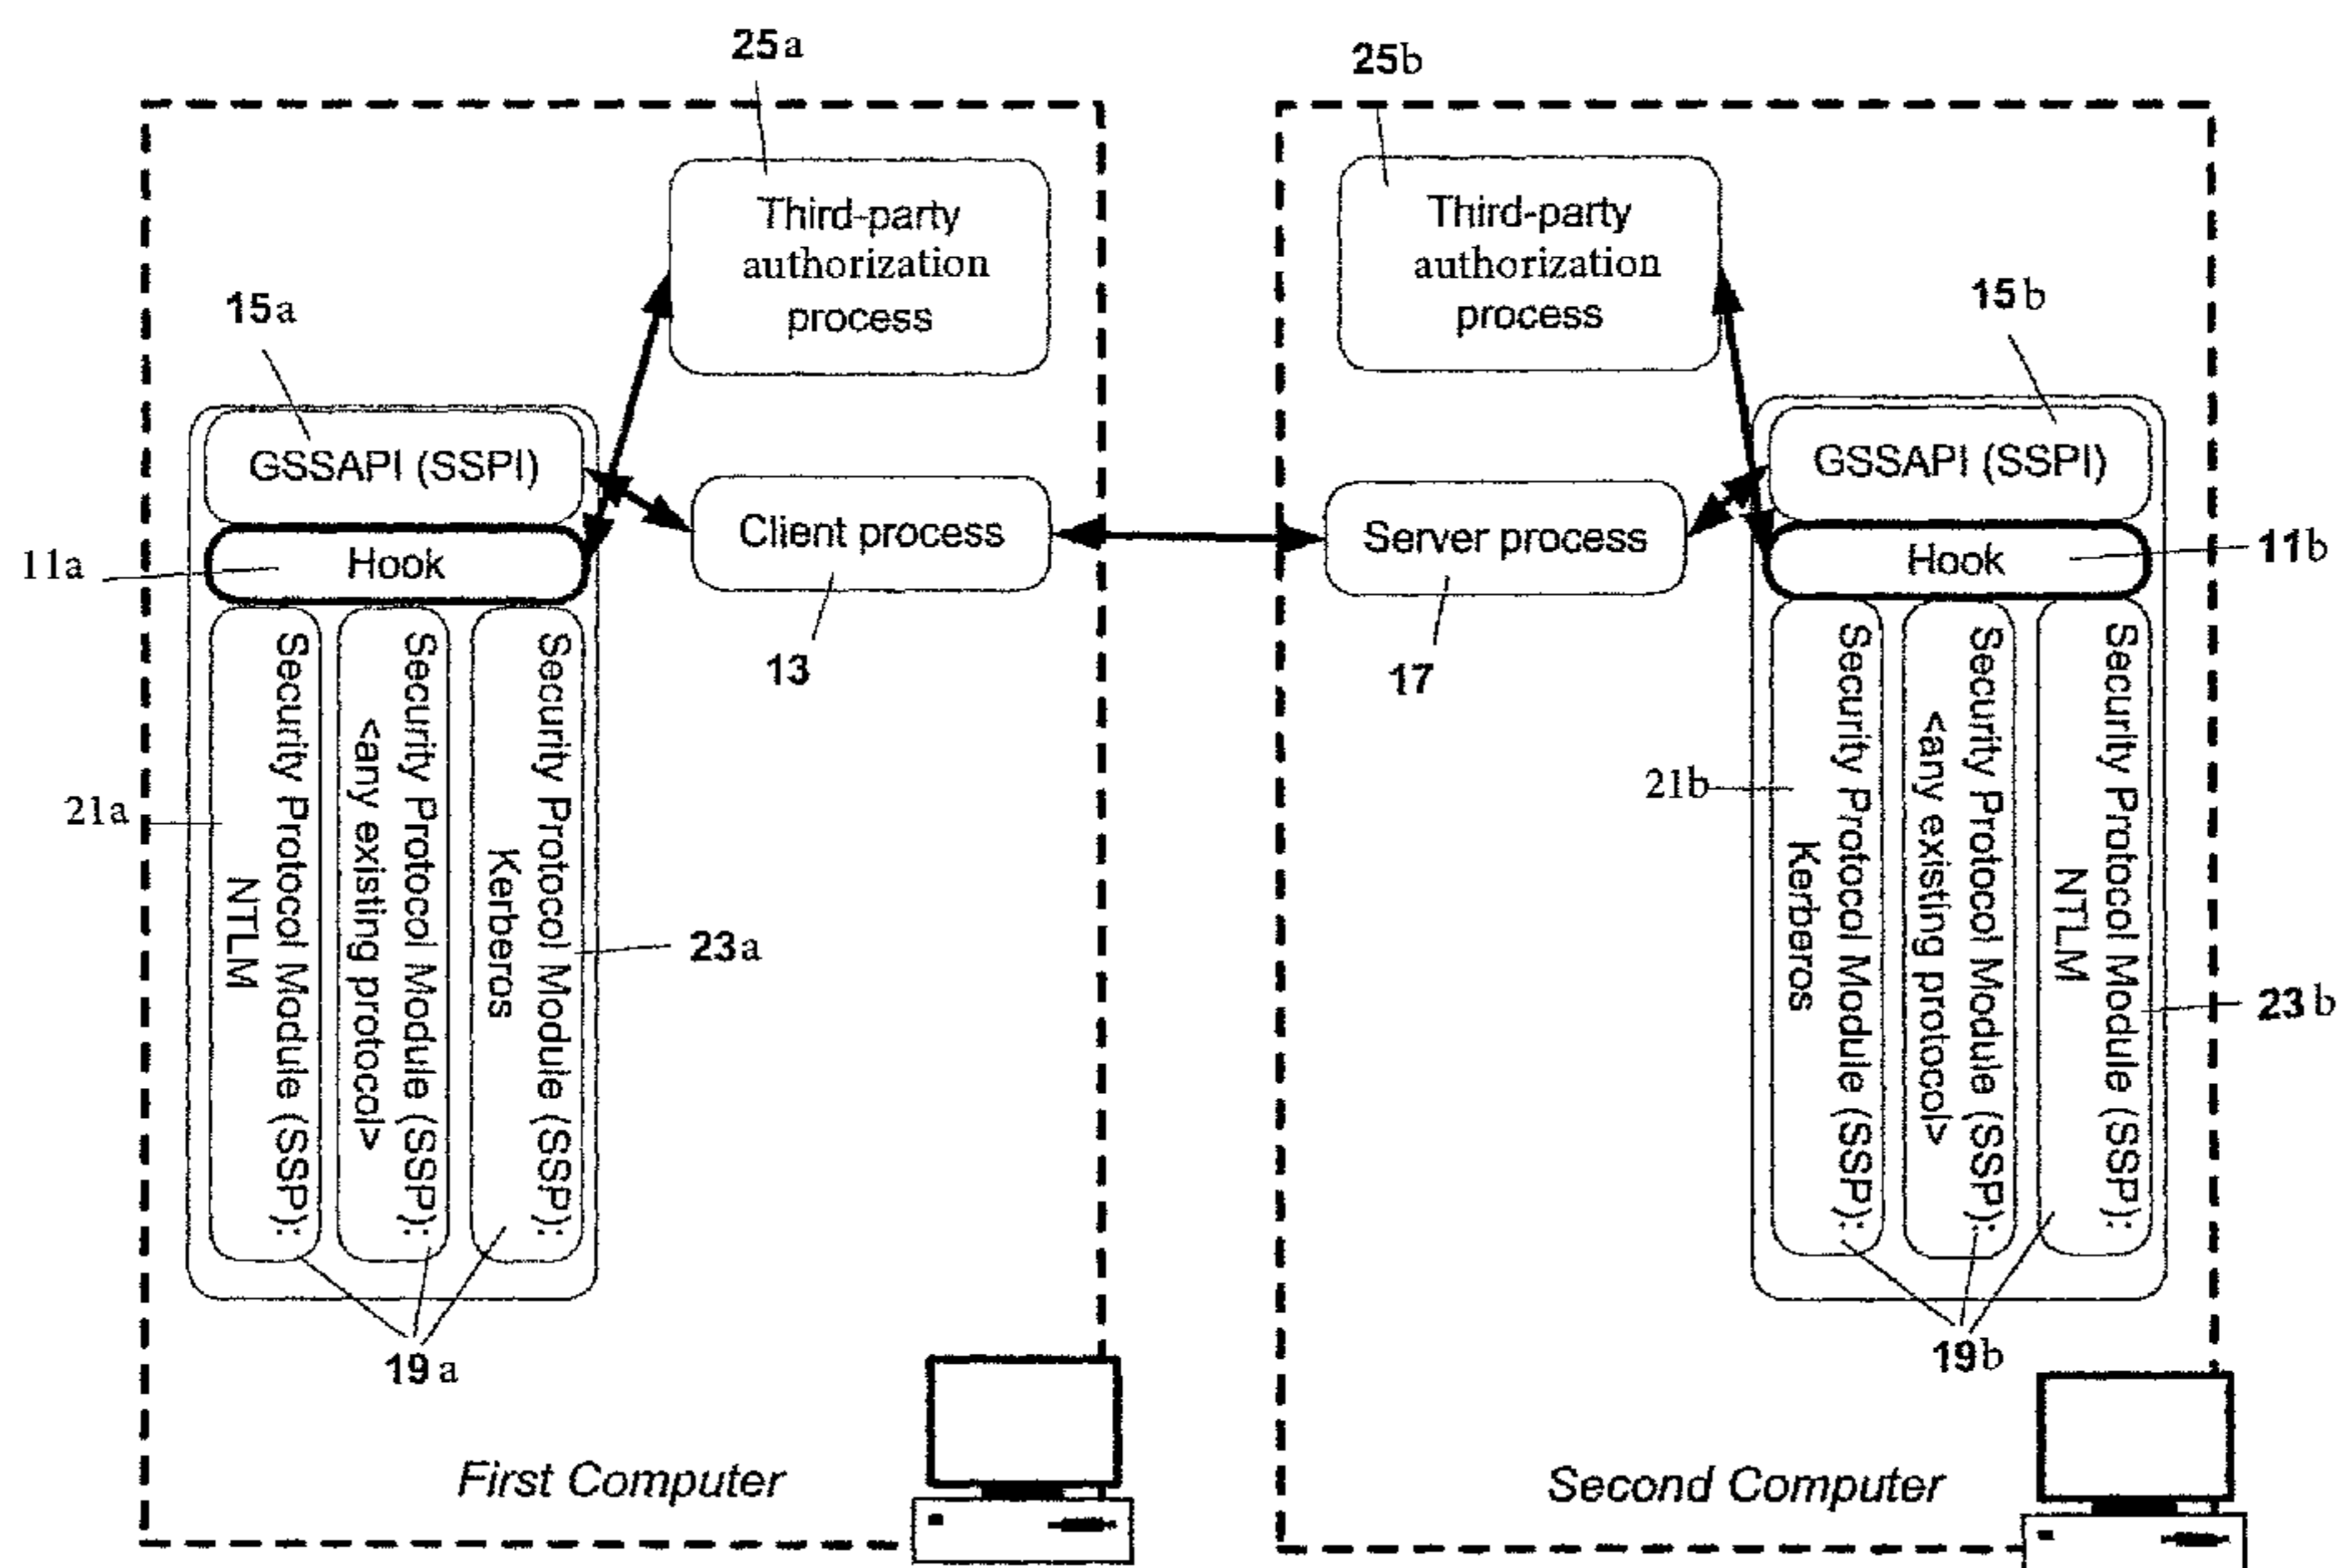 25a
25b
Third-party
authorization
process
Third-party
authorization
process
15a
15b
GSSAPI (SSPI)
GSSAPI (SSPI)
Client process
Server process
11a
Hook
Hook
11b
13
17
Security Protocol Module (SSP):
NTLM
Security Protocol Module (SSP):
<any existing protocol>
Security Protocol Module (SSP):
Kerberos
Security Protocol Module (SSP):
Kerberos
Security Protocol Module (SSP):
<any existing protocol>
Security Protocol Module (SSP):
NTLM
21a
21b
23a
23b
19a
19b
First Computer
Second Computer